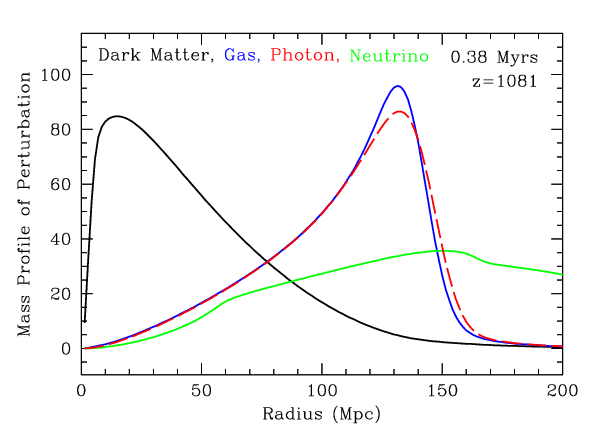 Dark Matter, Gas, Photon, Neutrino 0.38 Myrs
z=1081
100
80
60
40
20
0
Mass Profile of Perturbation
0 50 100 150 200
Radius (Mpc)